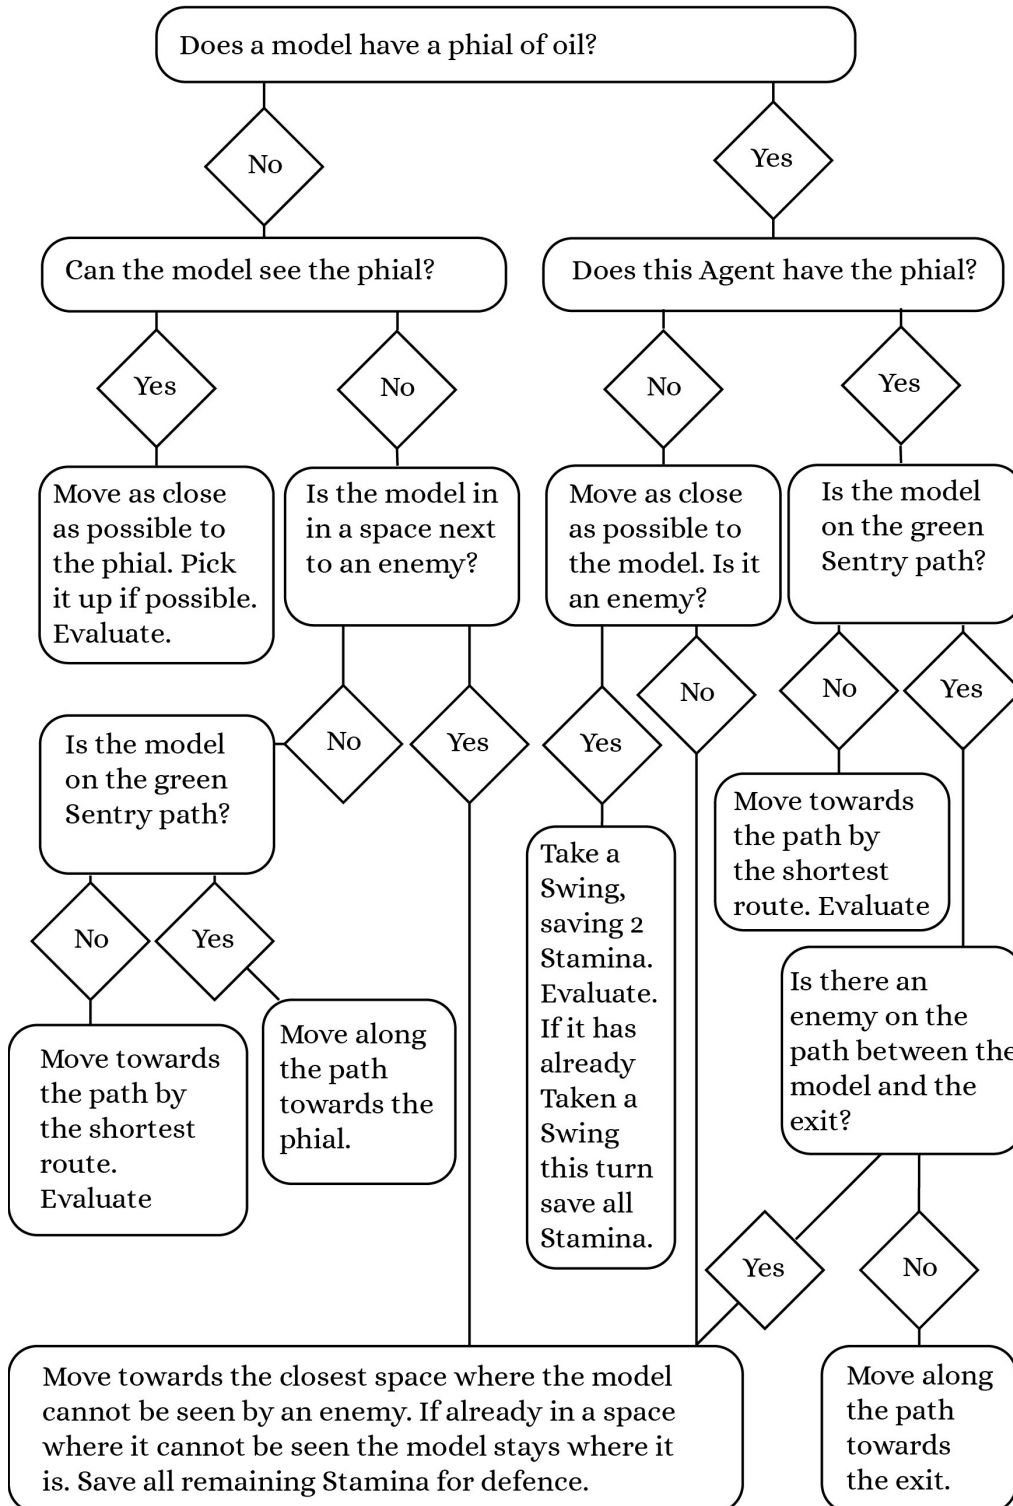 Does a model have a phial of oil?
No
Yes
Can the model see the phial?
Does this Agent have the phial?
Yes
No
No
Yes
Move as close
as possible to
the phial. Pick
it up if possible.
Evaluate.
Is the model in
in a space next
to an enemy?
Move as close
as possible to
the model. Is it
an enemy?
Is the model
on the green
Sentry path?
No
Yes
Yes
No
No
Yes
Is the model
on the green
Sentry path?
Move towards
the path by
the shortest
route. Evaluate
Take a
Swing,
saving 2
Stamina.
Evaluate.
If it has
already
Taken a
Swing
this turn
save all
Stamina.
No
Yes
Is there an
enemy on the
path between the
model and the
exit?
Move towards
the path by
the shortest
route.
Evaluate
Move along
the path
towards the
phial.
Yes
No
Move towards the closest space where the model
cannot be seen by an enemy. If already in a space
where it cannot be seen the model stays where it
is. Save all remaining Stamina for defence.
Move along
the path
towards
the exit.